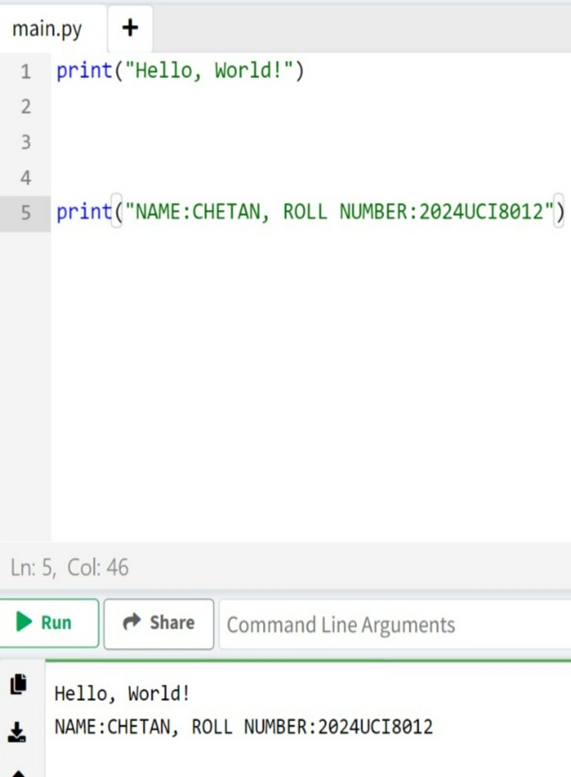 main.py +
1 print("Hello, World!")
2
3
4
5 print("NAME:CHETAN, ROLL NUMBER:2024UCI8012")
Ln: 5, Col: 46
Run Share Command Line Arguments
Hello, World!
NAME:CHETAN, ROLL NUMBER:2024UCI8012